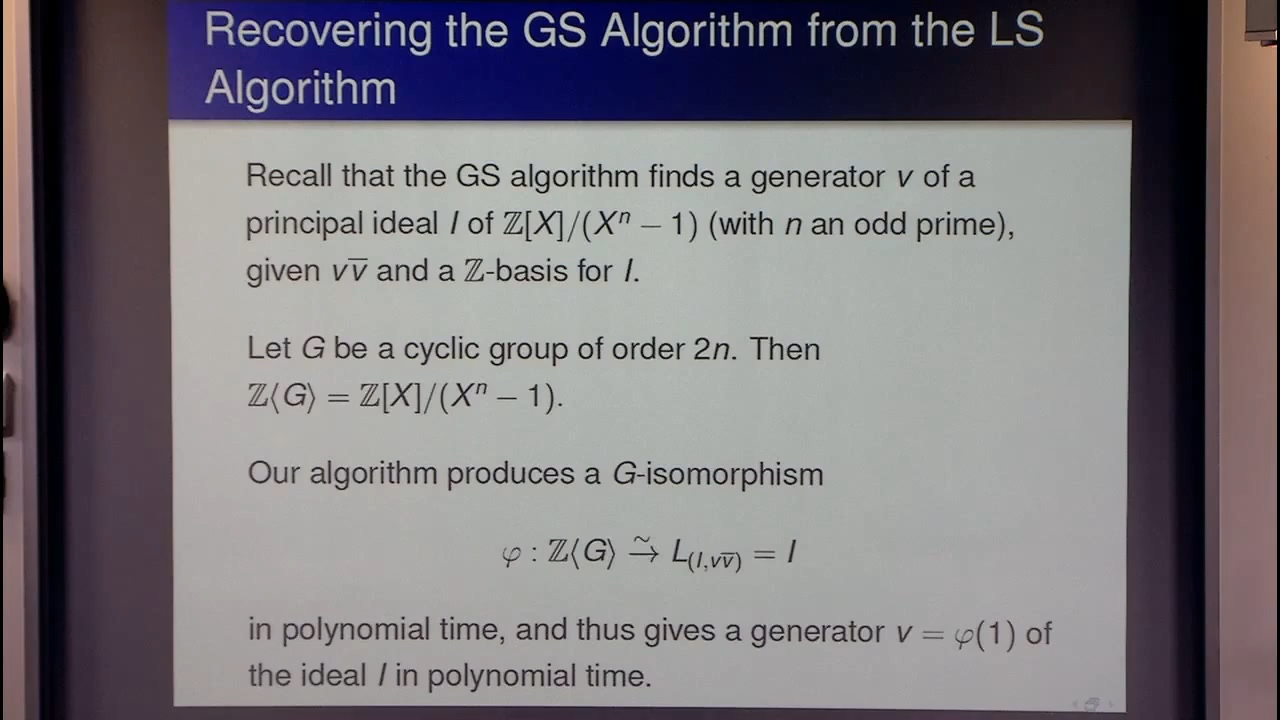 Recovering the GS Algorithm from the LS
Algorithm
Recall that the GS algorithm finds a generator v of a
principal ideal I of ℤ[X]/(Xⁿ − 1) (with n an odd prime),
given vv̅ and a ℤ-basis for I.
Let G be a cyclic group of order 2n. Then
ℤ⟨G⟩ = ℤ[X]/(Xⁿ − 1).
Our algorithm produces a G-isomorphism
φ : ℤ⟨G⟩ ⥲ L_(I,vv̅) = I
in polynomial time, and thus gives a generator v = φ(1) of
the ideal I in polynomial time.